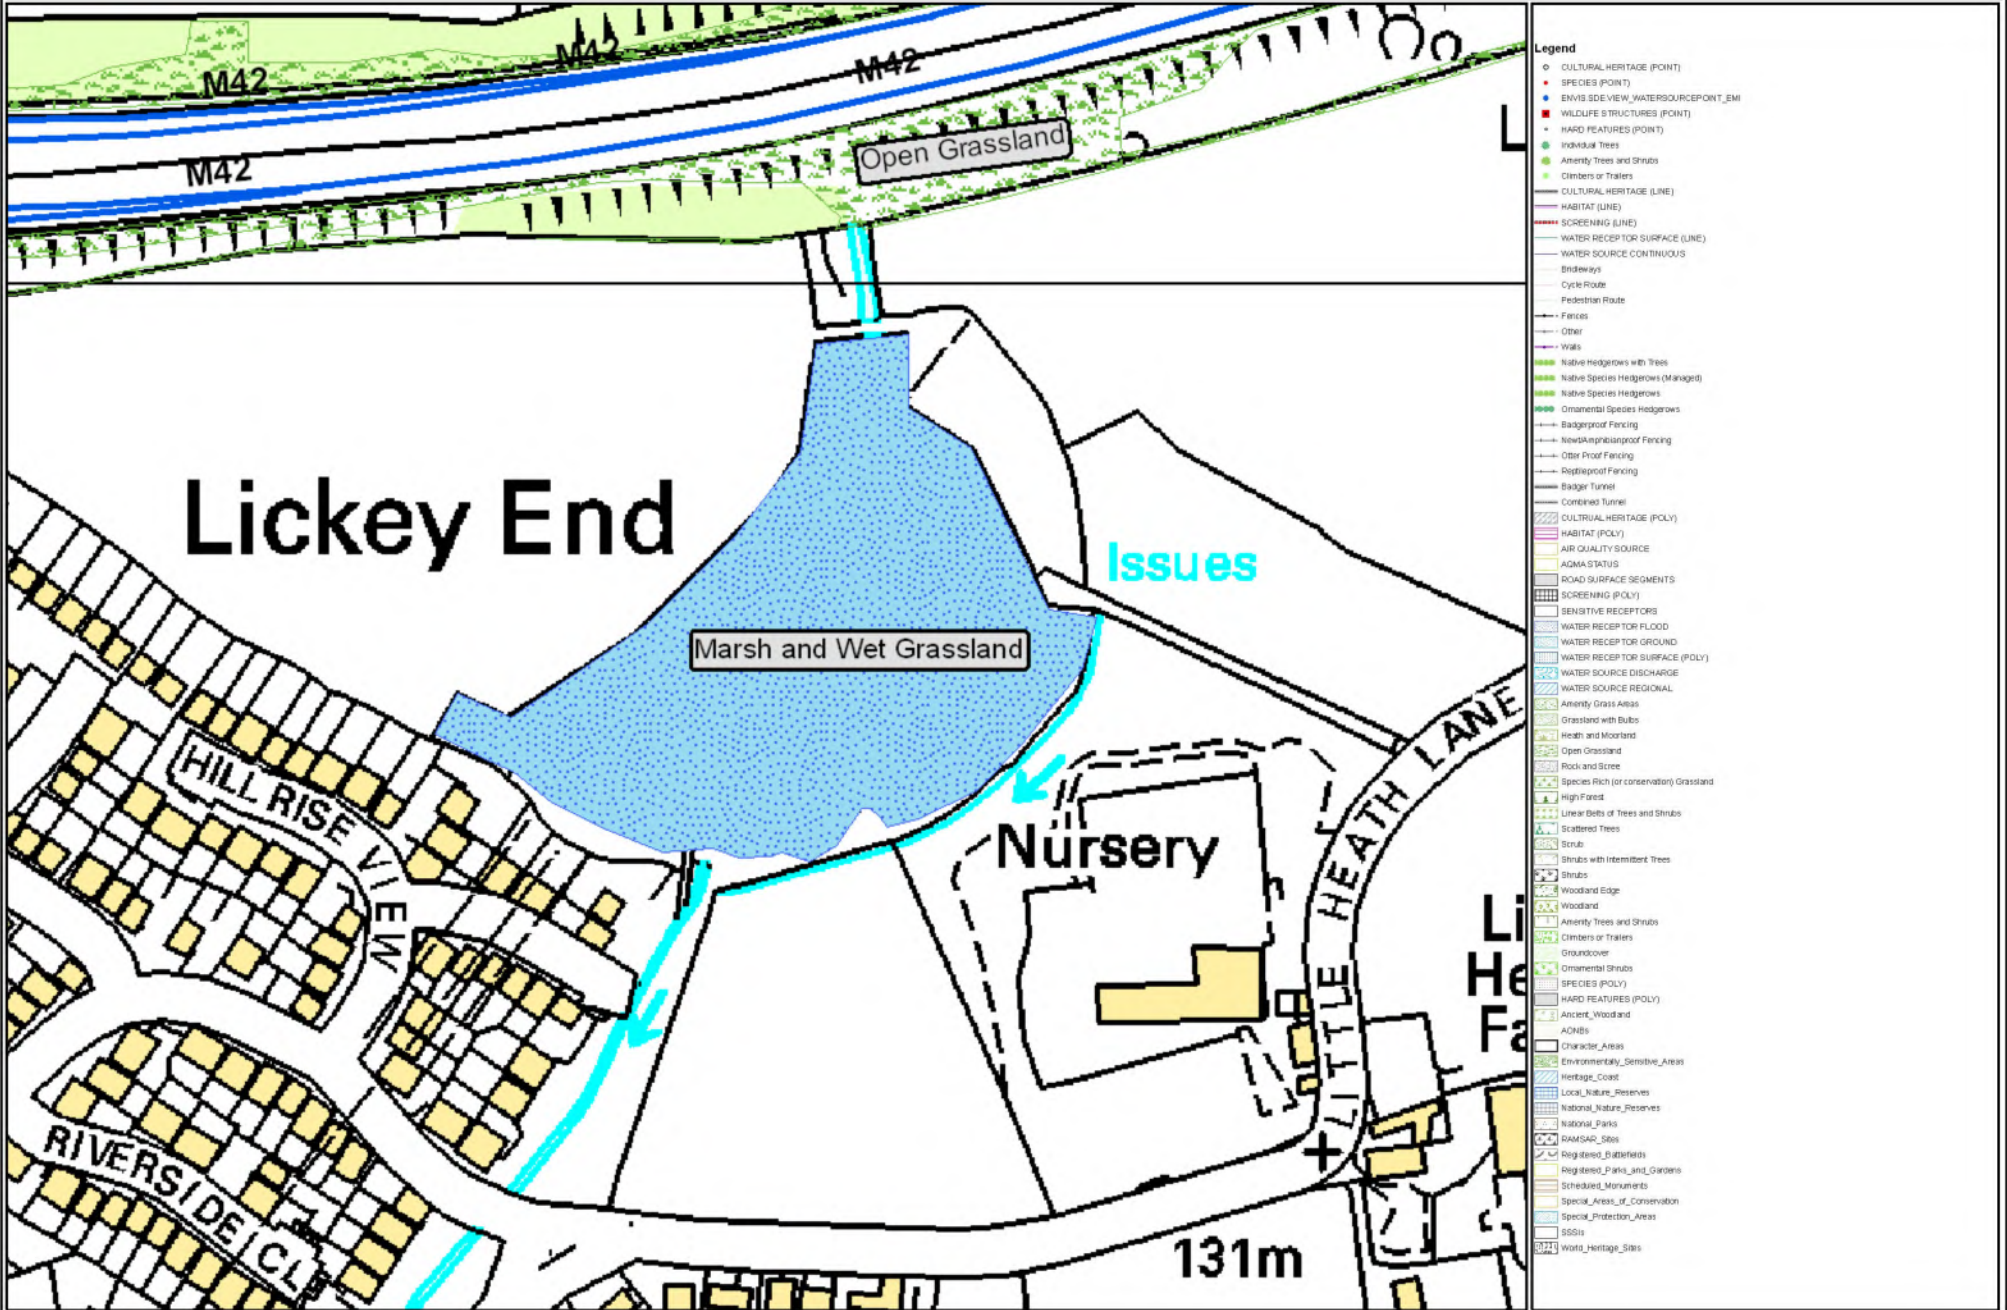 M42
M42
M42
M42
Open Grassland
L
Lickey End
Issues
Marsh and Wet Grassland
HILL RISE VIEW
Nursery
LITTLE HEATH LANE
Li
He
Fa
RIVERSIDE CL
131m
Legend
CULTURAL HERITAGE (POINT)
SPECIES (POINT)
ENVIS.SDE.VIEW_WATERSOURCEPOINT_EMI
WILDLIFE STRUCTURES (POINT)
HARD FEATURES (POINT)
Individual Trees
Amenity Trees and Shrubs
Climbers or Trailers
CULTURAL HERITAGE (LINE)
HABITAT (LINE)
SCREENING (LINE)
WATER RECEPTOR SURFACE (LINE)
WATER SOURCE CONTINUOUS
Bridleways
Cycle Route
Pedestrian Route
Fences
Other
Walls
Native Hedgerows with Trees
Native Species Hedgerows (Managed)
Native Species Hedgerows
Ornamental Species Hedgerows
Badgerproof Fencing
Newt/Amphibianproof Fencing
Otter Proof Fencing
Reptileproof Fencing
Badger Tunnel
Combined Tunnel
CULTRUAL HERITAGE (POLY)
HABITAT (POLY)
AIR QUALITY SOURCE
AQMA STATUS
ROAD SURFACE SEGMENTS
SCREENING (POLY)
SENSITIVE RECEPTORS
WATER RECEPTOR FLOOD
WATER RECEPTOR GROUND
WATER RECEPTOR SURFACE (POLY)
WATER SOURCE DISCHARGE
WATER SOURCE REGIONAL
Amenity Grass Areas
Grassland with Bulbs
Heath and Moorland
Open Grassland
Rock and Scree
Species Rich (or conservation) Grassland
High Forest
Linear Belts of Trees and Shrubs
Scattered Trees
Scrub
Shrubs with Intermittent Trees
Shrubs
Woodland Edge
Woodland
Amenity Trees and Shrubs
Climbers or Trailers
Groundcover
Ornamental Shrubs
SPECIES (POLY)
HARD FEATURES (POLY)
Ancient_Woodland
AONBs
Character_Areas
Environmentally_Sensitive_Areas
Heritage_Coast
Local_Nature_Reserves
National_Nature_Reserves
National_Parks
RAMSAR_Sites
Registered_Battlefields
Registered_Parks_and_Gardens
Scheduled_Monuments
Special_Areas_of_Conservation
Special_Protection_Areas
SSSIs
World_Heritage_Sites